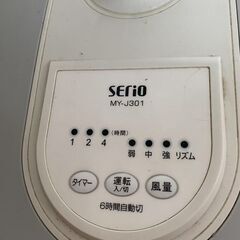 SERIO
MY-J301
1 2 4 (時間)
弱 中 強 リズム
タイマー 運転 入/切 風量
6時間自動切